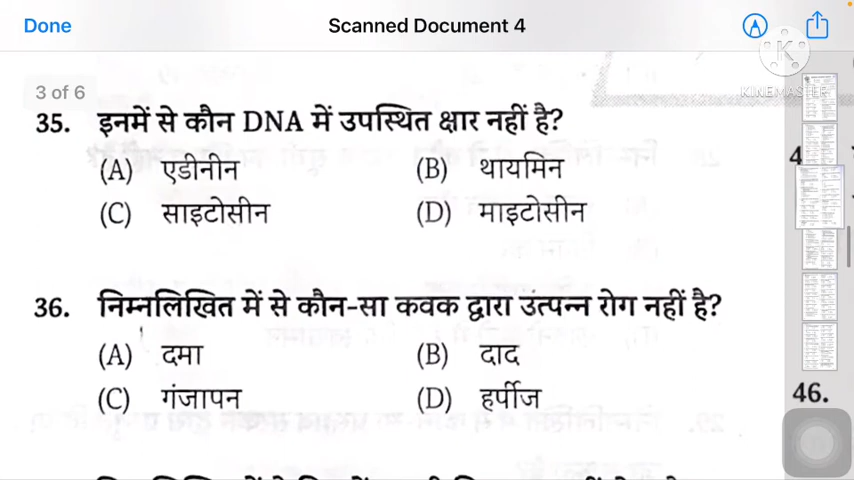 Done
Scanned Document 4
KINEMASTER
3 of 6
35. इनमें से कौन DNA में उपस्थित क्षार नहीं है?
(A) एडीनीन (B) थायमिन
(C) साइटोसीन (D) माइटोसीन
4
36. निम्नलिखित में से कौन-सा कवक द्वारा उत्पन्न रोग नहीं है?
(A) दमा (B) दाद
(C) गंजापन (D) हर्पीज
46.